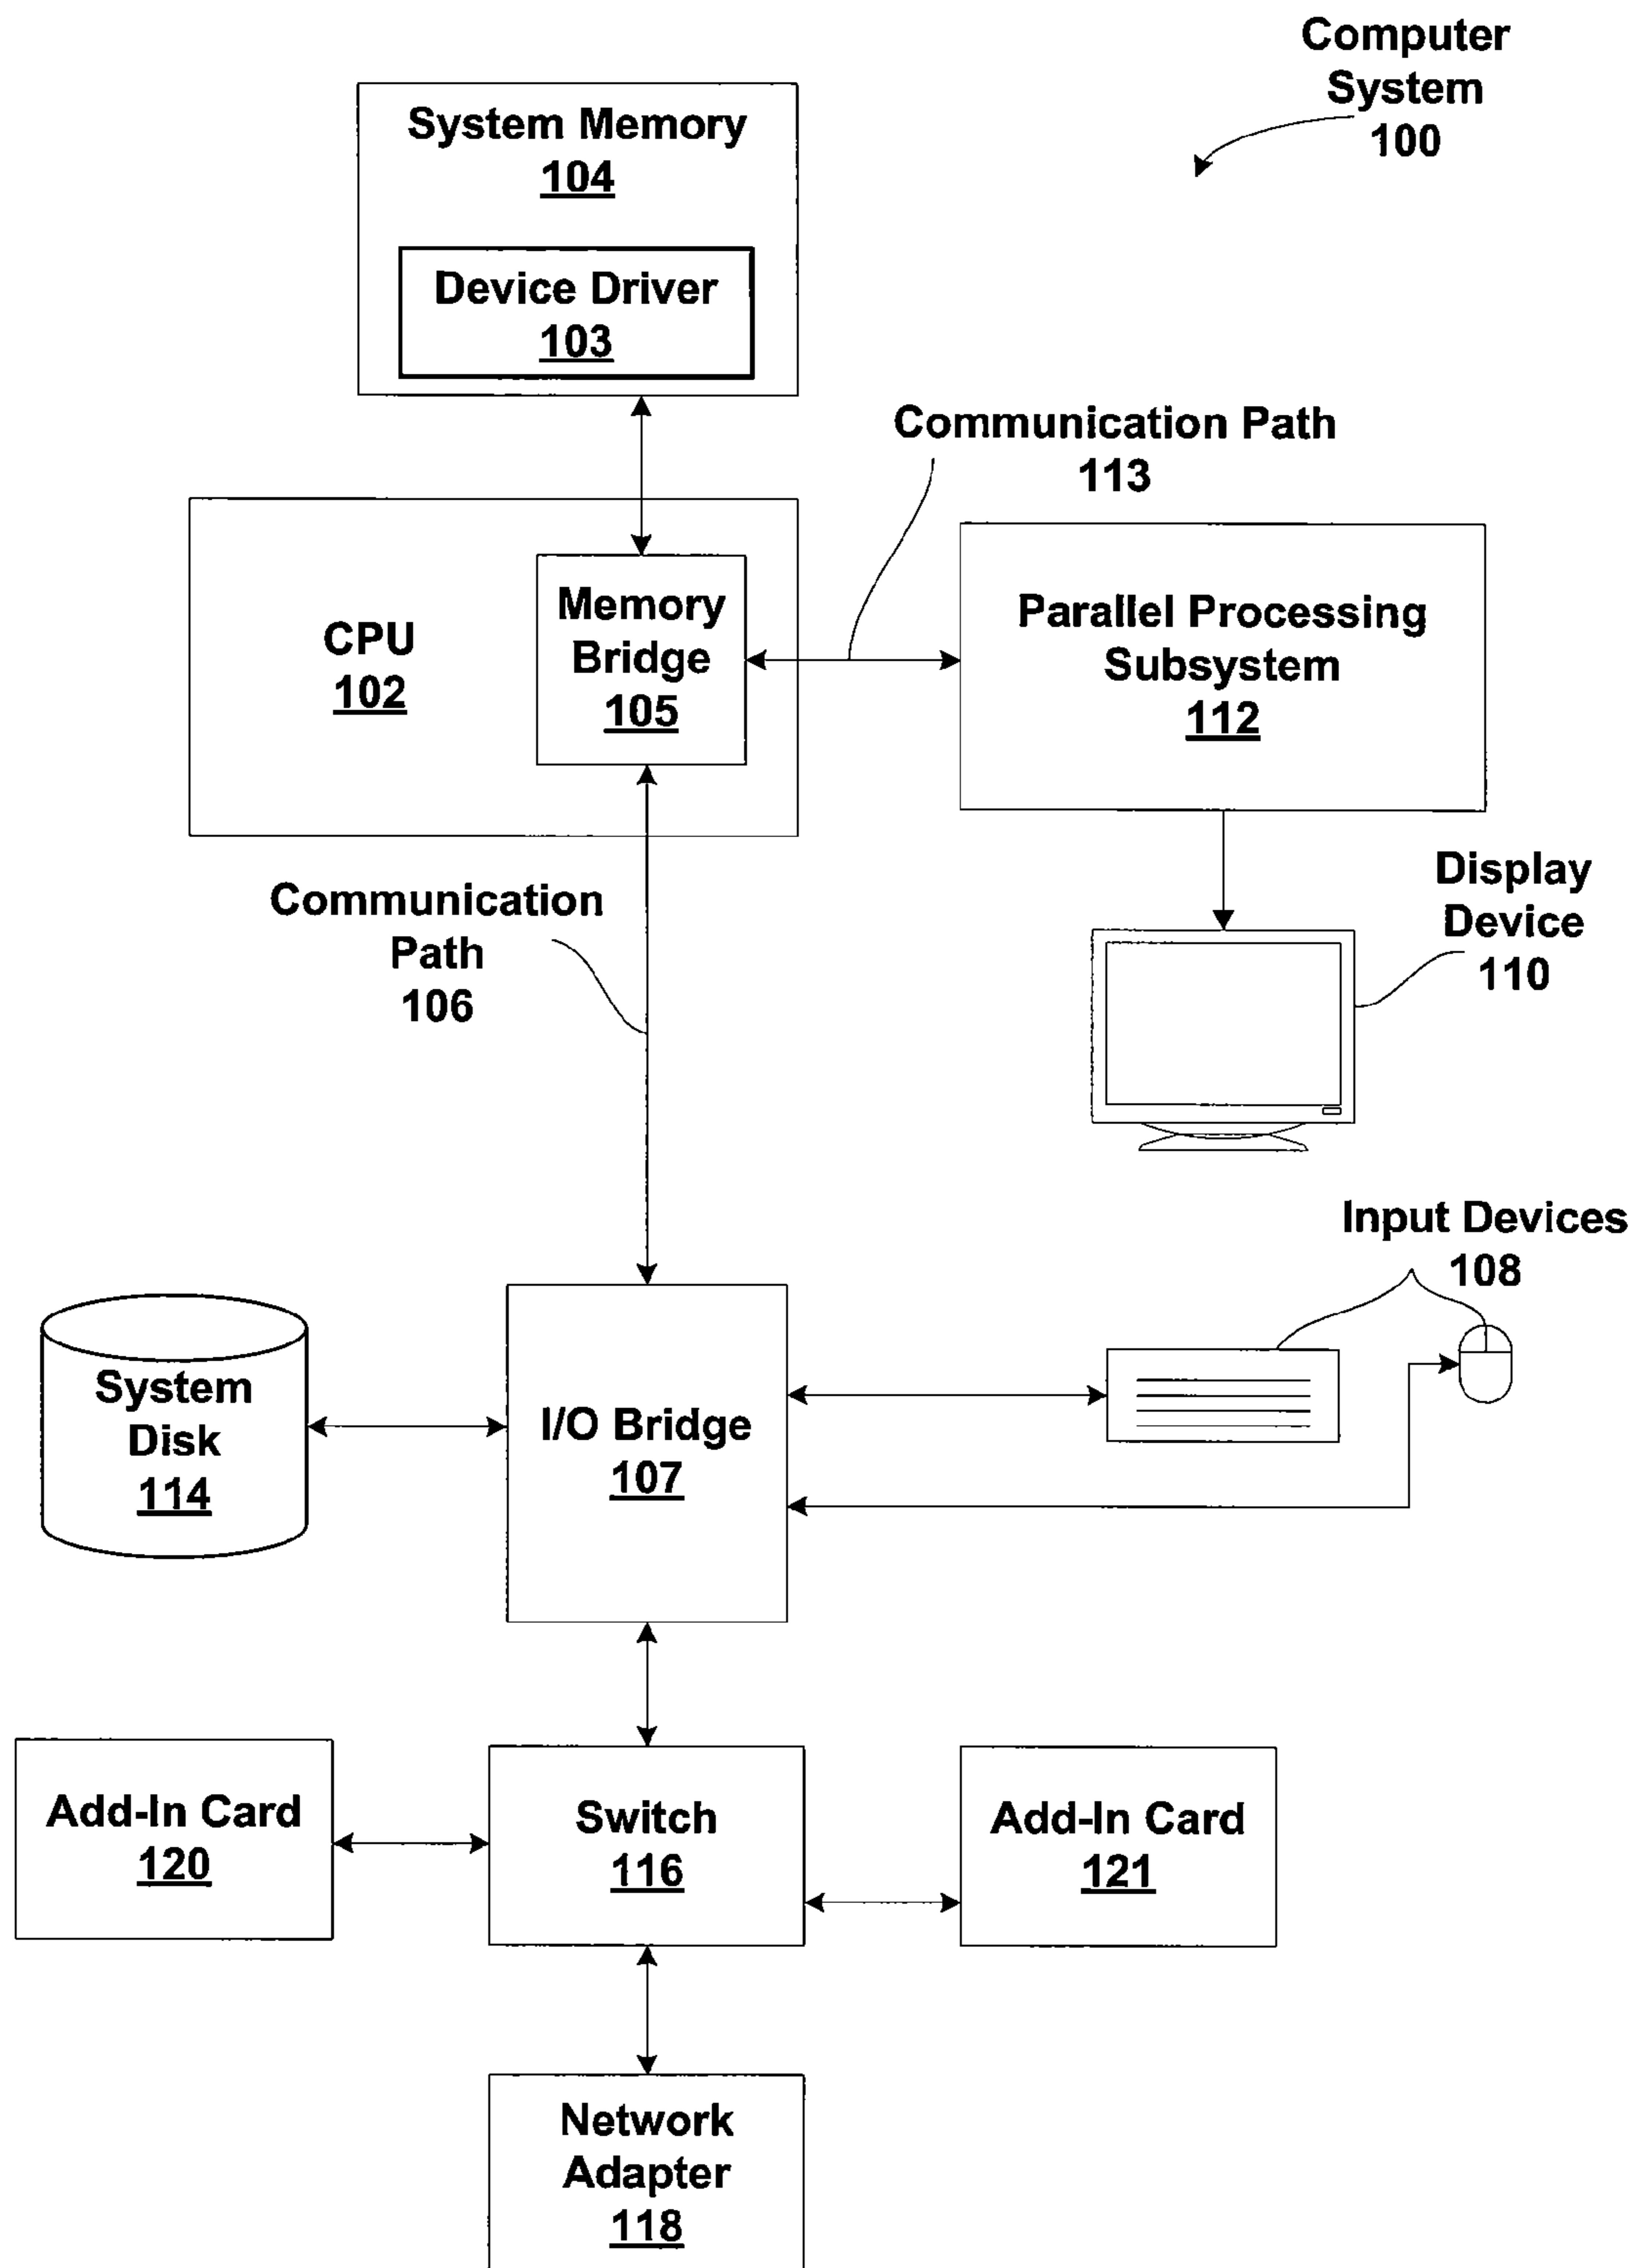 Computer
System
100
System Memory
104
Device Driver
103
Communication Path
113
CPU
102
Memory
Bridge
105
Parallel Processing
Subsystem
112
Communication
Path
106
Display
Device
110
Input Devices
108
System
Disk
114
I/O Bridge
107
Add-In Card
120
Switch
116
Add-In Card
121
Network
Adapter
118